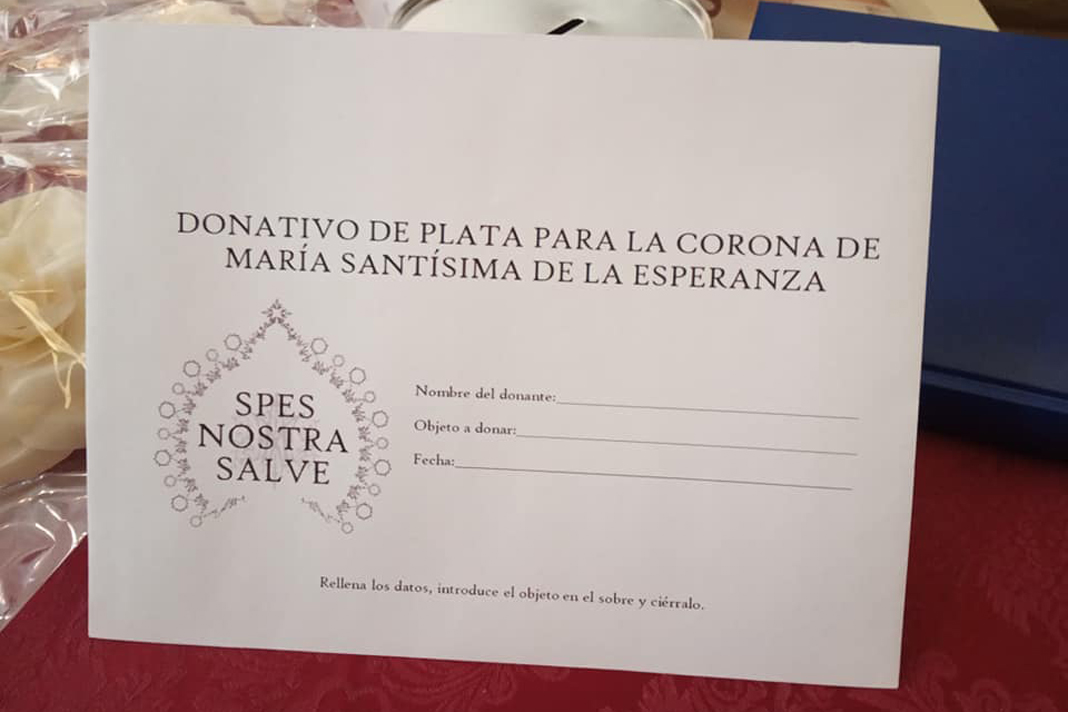 DONATIVO DE PLATA PARA LA CORONA DE
MARÍA SANTÍSIMA DE LA ESPERANZA
SPES
NOSTRA
SALVE
Nombre del donante:
Objeto a donar:
Fecha:
Rellena los datos, introduce el objeto en el sobre y ciérralo.